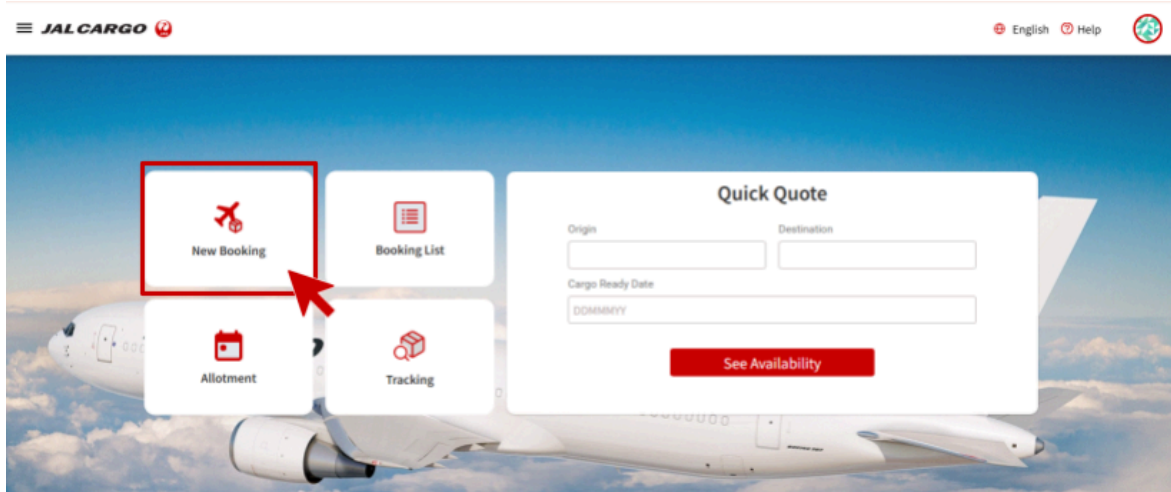 JAL CARGO
English
Help
New Booking
Booking List
Allotment
Tracking
Quick Quote
Origin
Destination
Cargo Ready Date
DDMMMYY
See Availability